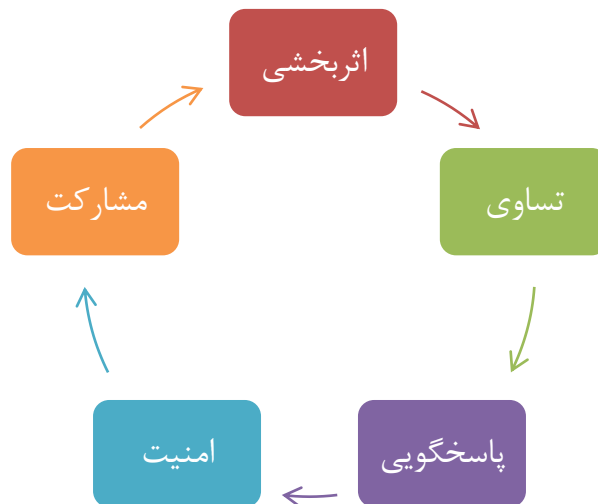 اثربخشی
تساوی
پاسخگویی
امنیت
مشارکت